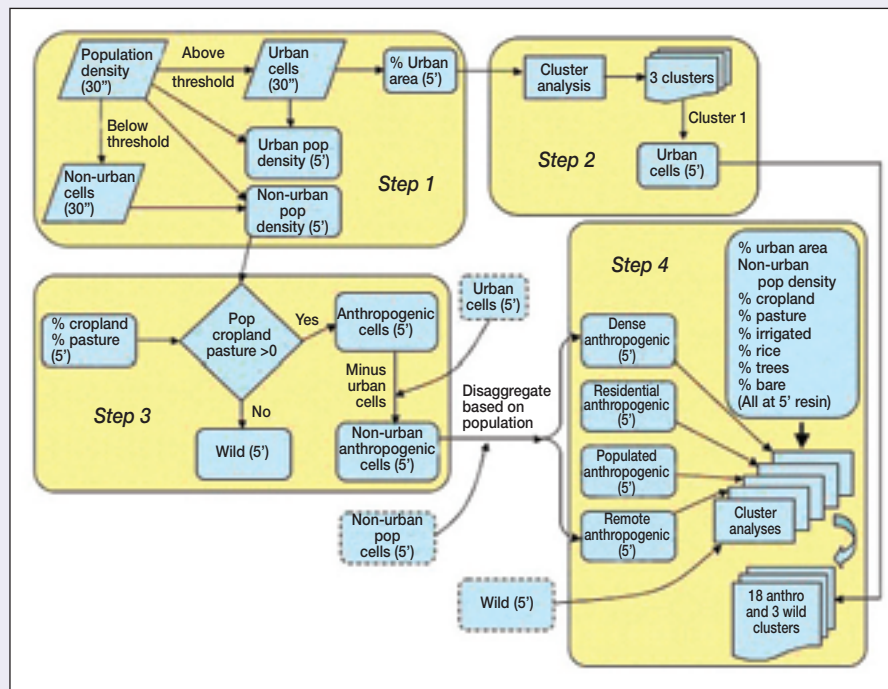 Population
density
(30”)
Above
threshold
Urban
cells
(30”)
% Urban
area (5’)
Below
threshold
Urban pop
density (5’)
Non-urban
cells
(30”)
Non-urban
pop
density (5’)
Step 1
Cluster
analysis
3 clusters
Cluster 1
Urban
cells (5’)
Step 2
% cropland
% pasture
(5’)
Pop
cropland
pasture >0
Yes
Anthropogenic
cells (5’)
Urban
cells (5’)
Minus
urban
cells
No
Wild (5’)
Non-urban
anthropogenic
cells (5’)
Step 3
Disaggregate
based on
population
Non-urban
pop
cells (5’)
Wild (5’)
Step 4
% urban area
Non-urban
pop density
% cropland
% pasture
% irrigated
% rice
% trees
% bare
(All at 5’ resin)
Dense
anthropogenic
(5’)
Residential
anthropogenic
(5’)
Populated
anthropogenic
(5’)
Remote
anthropogenic
(5’)
Cluster
analyses
18 anthro
and 3 wild
clusters